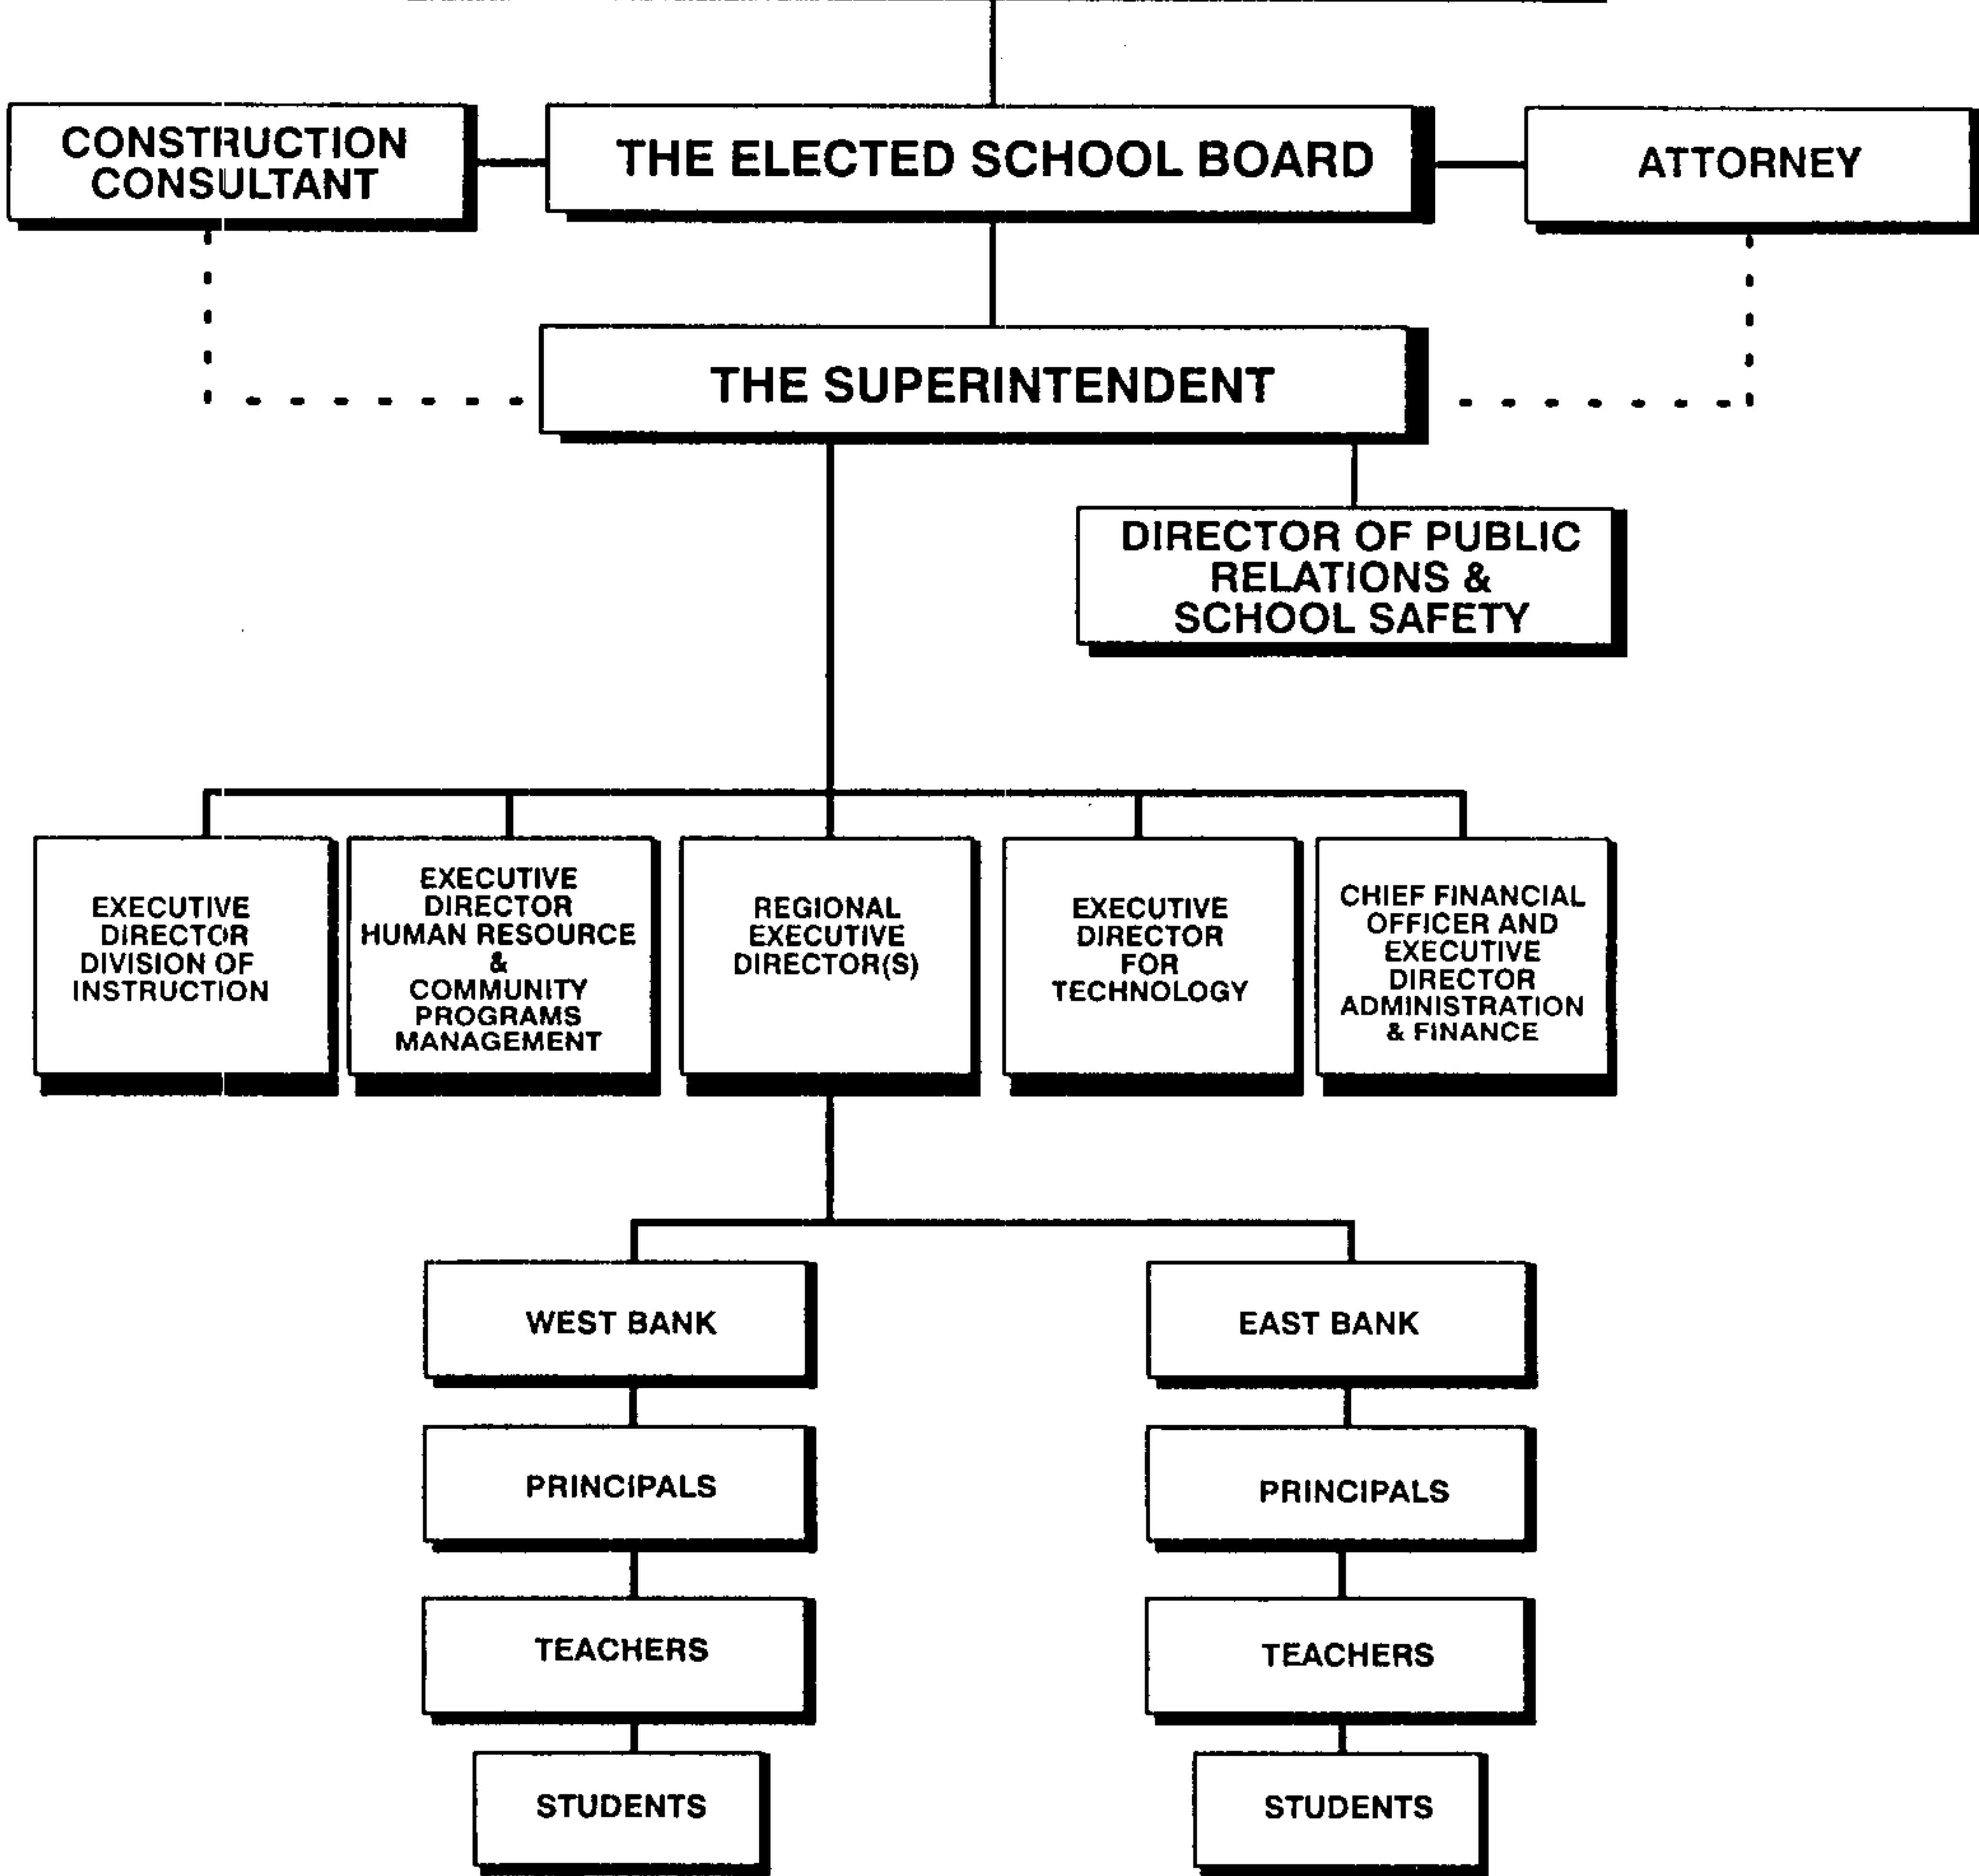 CONSTRUCTION
CONSULTANT
THE ELECTED SCHOOL BOARD
ATTORNEY
THE SUPERINTENDENT
DIRECTOR OF PUBLIC
RELATIONS &
SCHOOL SAFETY
EXECUTIVE
DIRECTOR
DIVISION OF
INSTRUCTION
EXECUTIVE
DIRECTOR
HUMAN RESOURCE
&
COMMUNITY
PROGRAMS
MANAGEMENT
REGIONAL
EXECUTIVE
DIRECTOR(S)
EXECUTIVE
DIRECTOR
FOR
TECHNOLOGY
CHIEF FINANCIAL
OFFICER AND
EXECUTIVE
DIRECTOR
ADMINISTRATION
& FINANCE
WEST BANK
EAST BANK
PRINCIPALS
PRINCIPALS
TEACHERS
TEACHERS
STUDENTS
STUDENTS